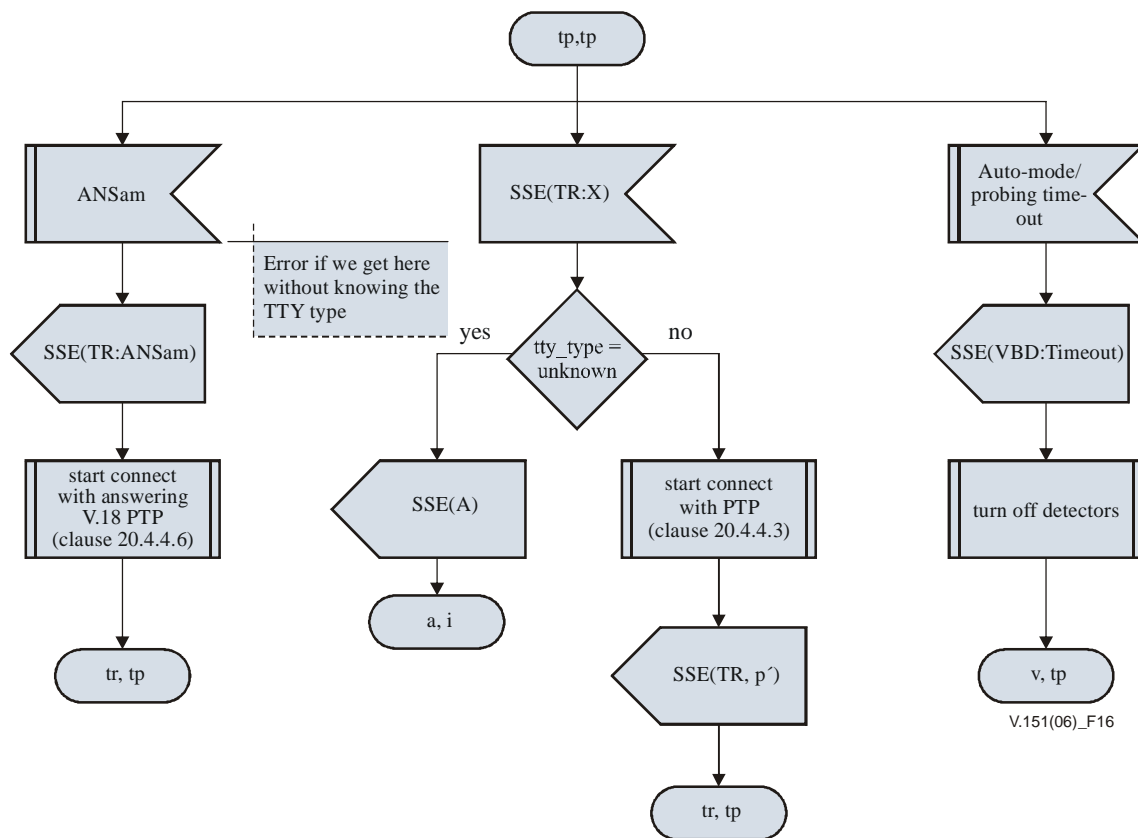 tp,tp
ANSam
SSE(TR:X)
Auto-mode/
probing time-
out
Error if we get here
without knowing the
TTY type
SSE(TR:ANSam)
yes
tty_type =
unknown
no
SSE(VBD:Timeout)
start connect
with answering
V.18 PTP
(clause 20.4.4.6)
SSE(A)
start connect
with PTP
(clause 20.4.4.3)
turn off detectors
a, i
tr, tp
SSE(TR, p´)
v, tp
V.151(06)_F16
tr, tp